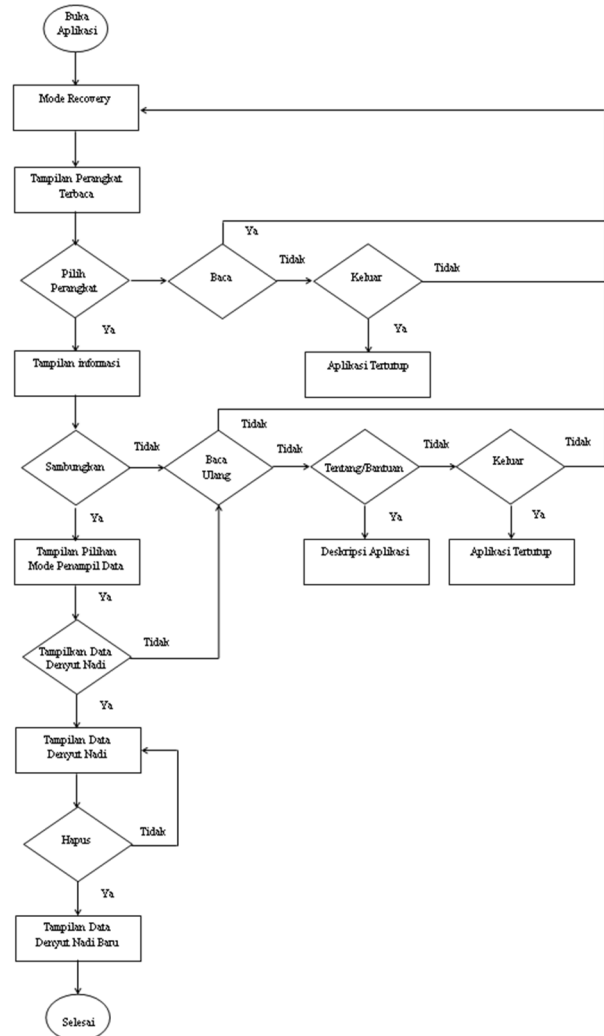 Buka
Aplikasi
Mode Recovery
Tampilan Perangkat
Terbaca
Ya
Pilih
Perangkat
Baca
Tidak
Keluar
Tidak
Ya
Ya
Tampilan informasi
Aplikasi Tertutup
Tidak
Sambungkan
Tidak
Baca
Ulang
Tidak
Tentang/Bantuan
Tidak
Keluar
Tidak
Ya
Ya
Ya
Tampilan Pilihan
Mode Penampil Data
Deskripsi Aplikasi
Aplikasi Tertutup
Ya
Tampilkan Data
Denyut Nadi
Tidak
Ya
Tampilan Data
Denyut Nadi
Hapus
Tidak
Ya
Tampilan Data
Denyut Nadi Baru
Selesai